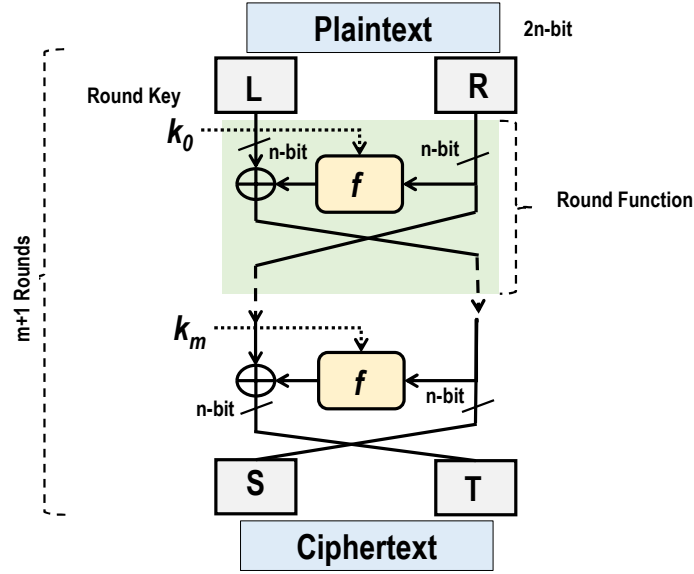 Plaintext
2n-bit
L
R
Round Key
k0
n-bit
n-bit
f
Round Function
m+1 Rounds
km
f
n-bit
n-bit
S
T
Ciphertext